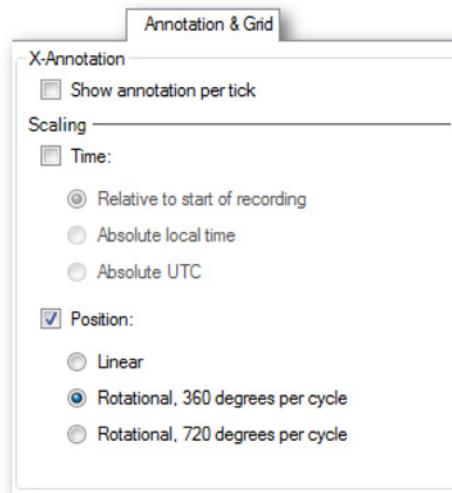 Annotation & Grid
X-Annotation
Show annotation per tick
Scaling
Time:
Relative to start of recording
Absolute local time
Absolute UTC
Position:
Linear
Rotational, 360 degrees per cycle
Rotational, 720 degrees per cycle